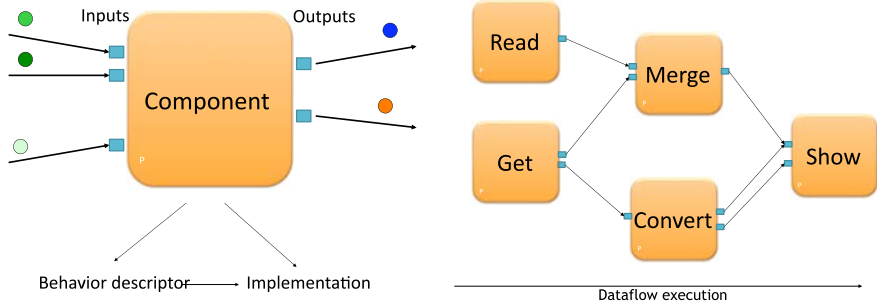 Inputs
Outputs
Component
P
Behavior descriptor
Implementation
Read
P
Merge
P
Get
P
Convert
P
Show
P
Dataflow execution